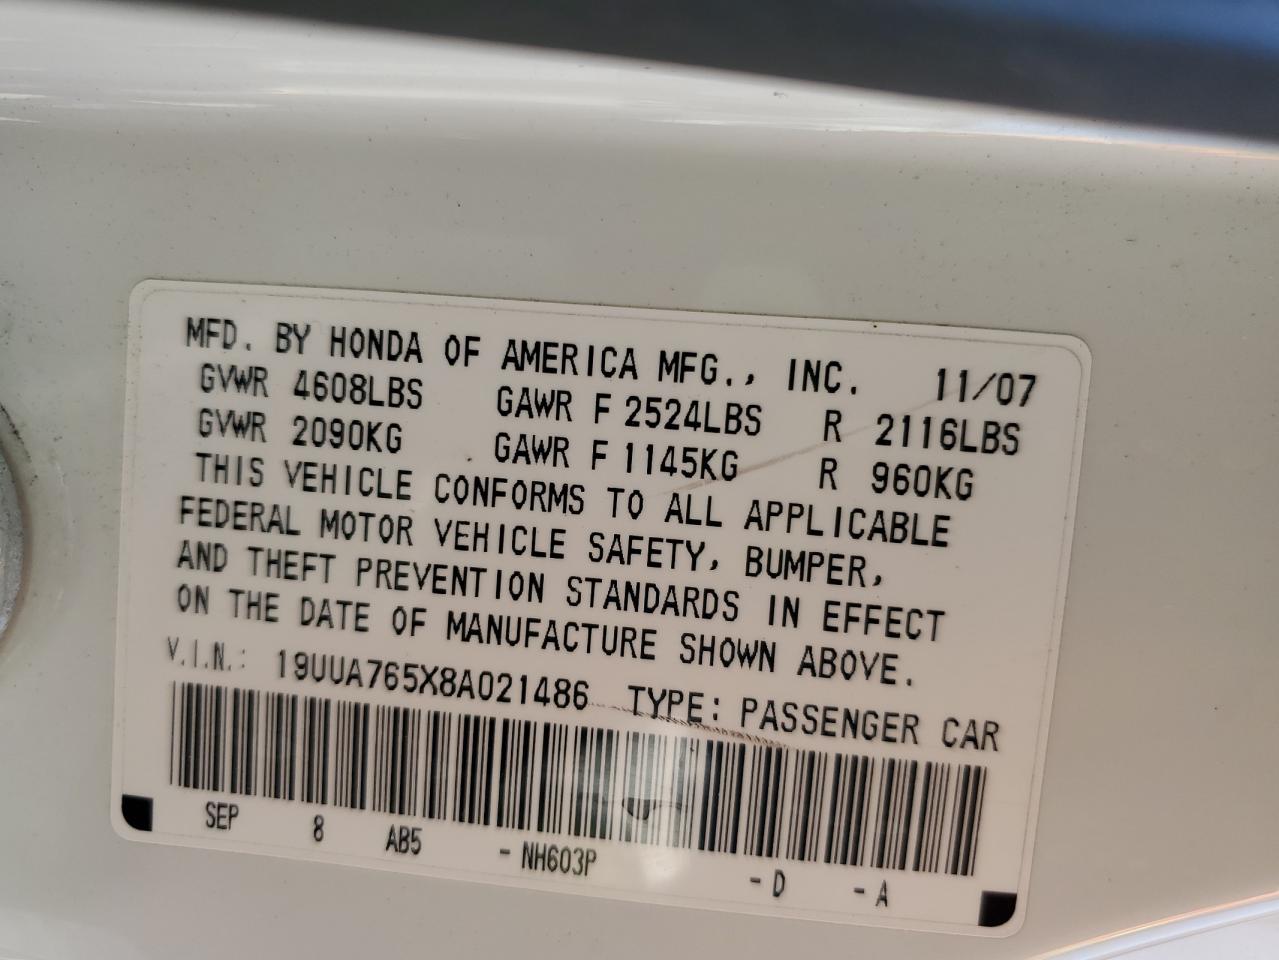 MFD. BY HONDA OF AMERICA MFG., INC. 11/07
GVWR 4608LBS GAWR F 2524LBS R 2116LBS
GVWR 2090KG GAWR F 1145KG R 960KG
THIS VEHICLE CONFORMS TO ALL APPLICABLE
FEDERAL MOTOR VEHICLE SAFETY, BUMPER,
AND THEFT PREVENTION STANDARDS IN EFFECT
ON THE DATE OF MANUFACTURE SHOWN ABOVE.
V.I.N.: 19UUA765X8A021486 TYPE: PASSENGER CAR
SEP 8 AB5 - NH603P - D - A